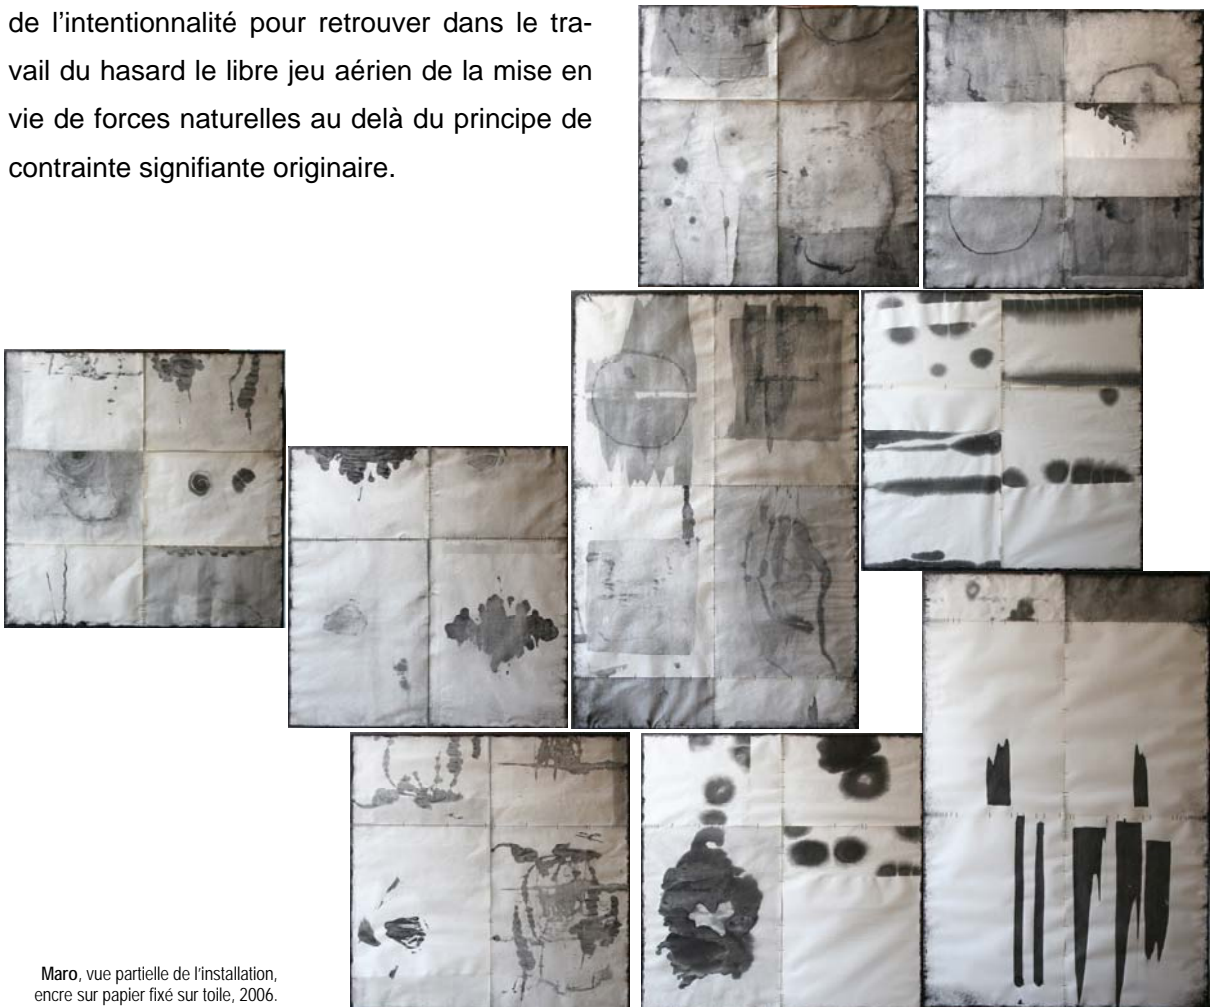 de l'intentionnalité pour retrouver dans le tra-
vail du hasard le libre jeu aérien de la mise en
vie de forces naturelles au delà du principe de
contrainte signifiante originaire.
Maro, vue partielle de l'installation,
encre sur papier fixé sur toile, 2006.